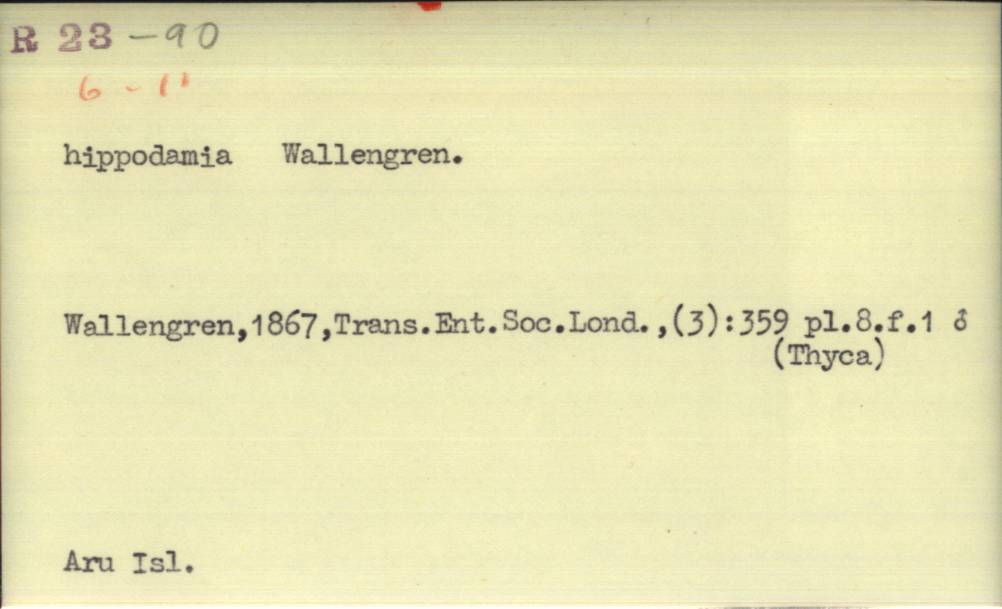 R 23 -90
6 - 11
hippodamia Wallengren.
Wallengren,1867,Trans.Ent.Soc.Lond.,(3):359 pl.8.f.1 ♂
(Thyca)
Aru Isl.